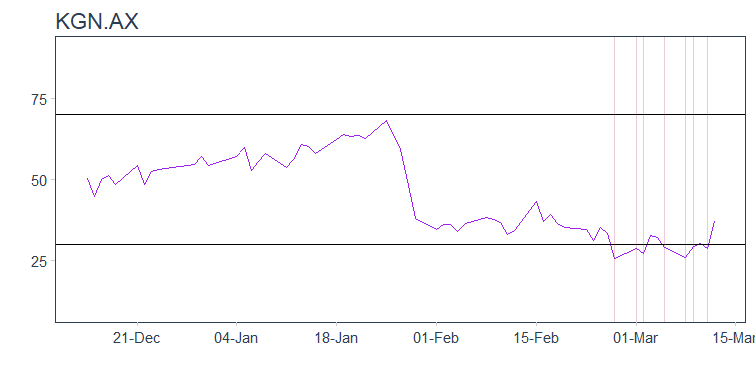 KGN.AX
75
50
25
21-Dec
04-Jan
18-Jan
01-Feb
15-Feb
01-Mar
15-Mar